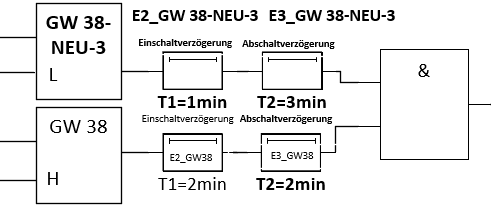 GW 38-
NEU-3
L
E2_GW 38-NEU-3 E3_GW 38-NEU-3
Einschaltverzögerung Abschaltverzögerung
T1=1min T2=3min
&
GW 38
H
Einschaltverzögerung Abschaltverzögerung
E2_GW38 E3_GW38
T1=2min T2=2min